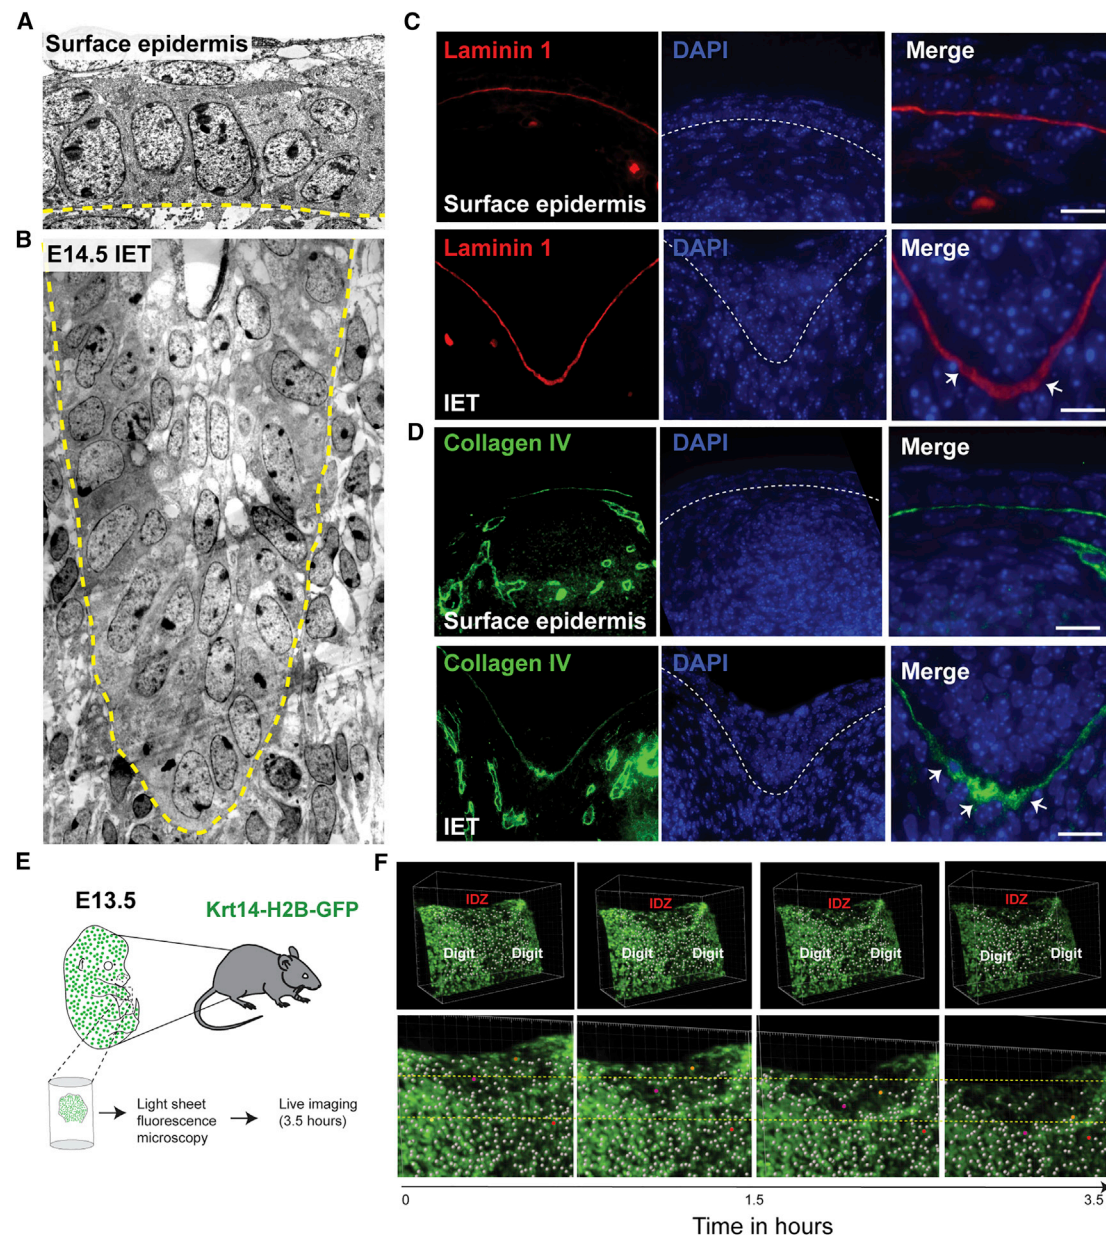 A
Surface epidermis
B
E14.5 IET
C
Laminin 1
DAPI
Merge
Surface epidermis
Laminin 1
DAPI
Merge
IET
D
Collagen IV
DAPI
Merge
Surface epidermis
Collagen IV
DAPI
Merge
IET
E
E13.5
Krt14-H2B-GFP
Light sheet
fluorescence
microscopy
Live imaging
(3.5 hours)
F
IDZ
Digit
Digit
IDZ
Digit
Digit
IDZ
Digit
Digit
IDZ
Digit
Digit
0
1.5
3.5
Time in hours